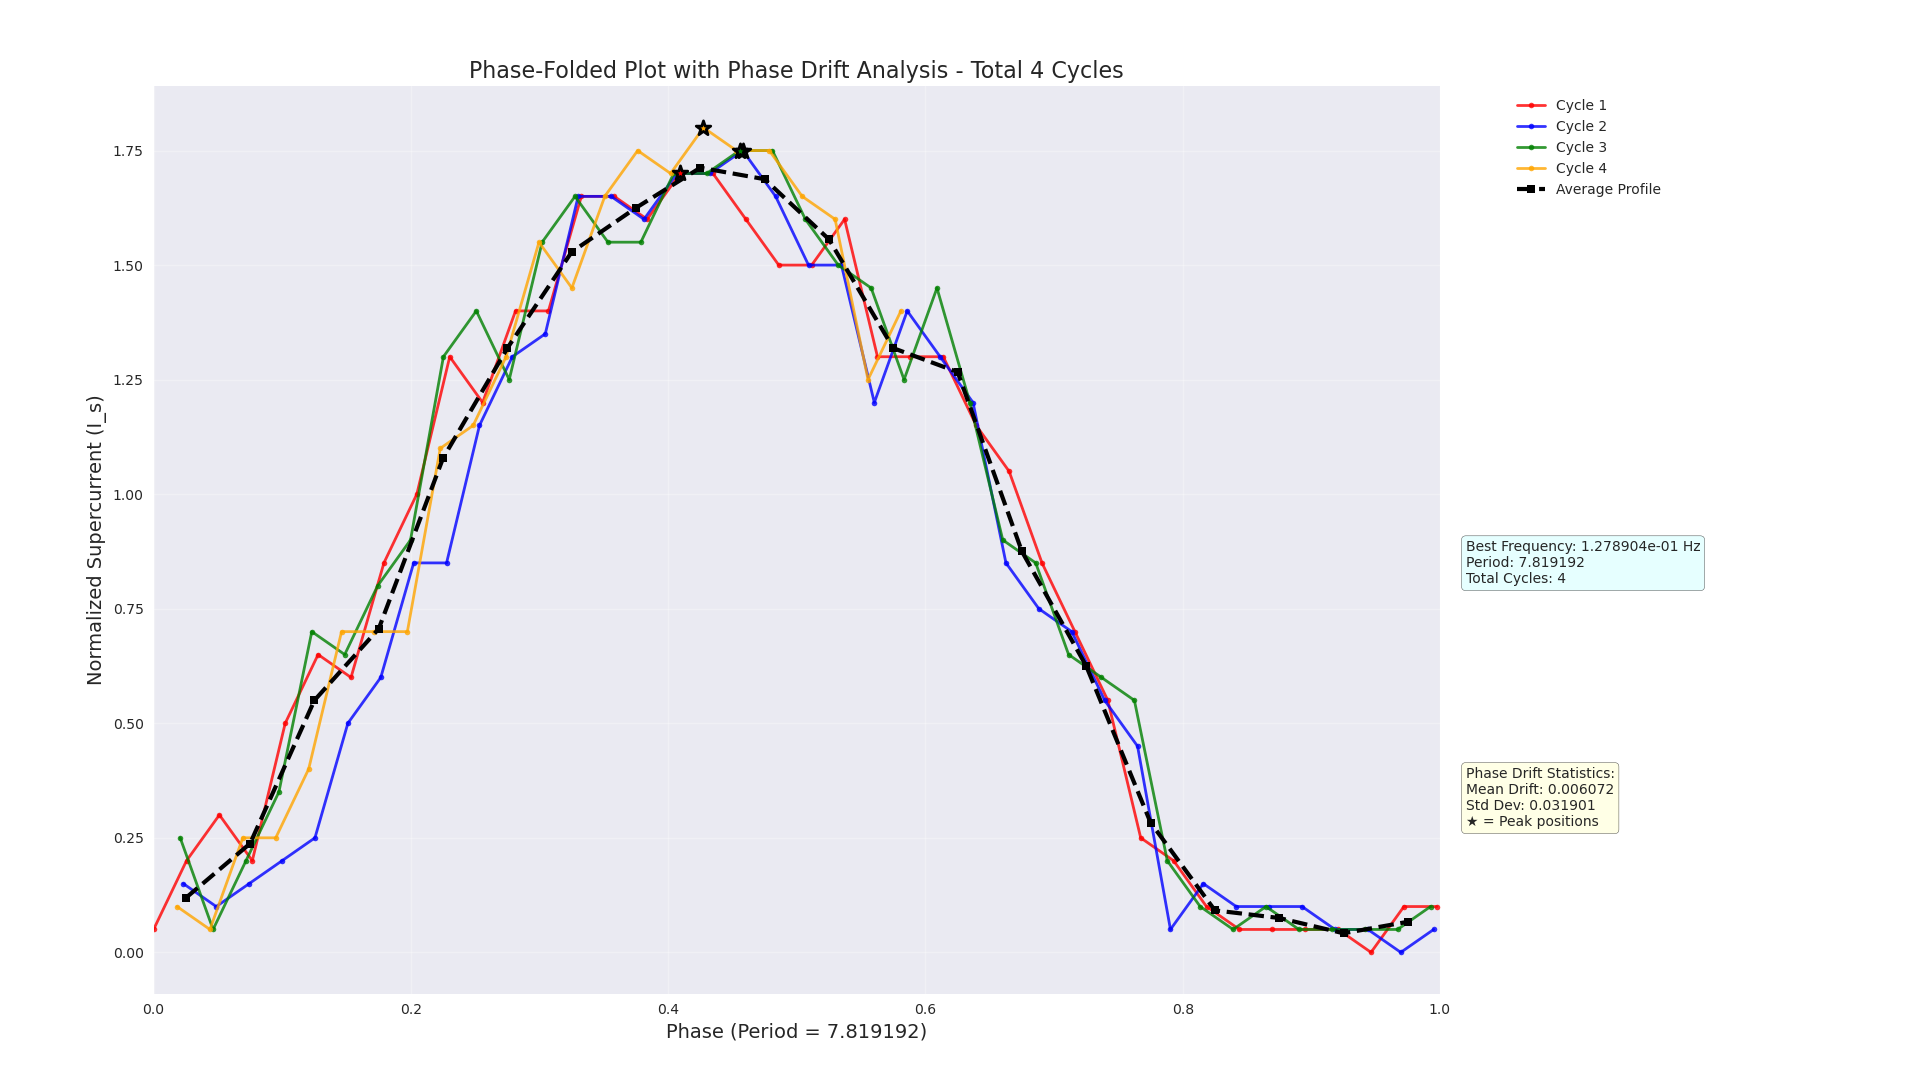 Phase-Folded Plot with Phase Drift Analysis - Total 4 Cycles
Cycle 1
Cycle 2
Cycle 3
Cycle 4
Average Profile
Normalized Supercurrent (I_s)
1.75
1.50
1.25
1.00
0.75
0.50
0.25
0.00
Best Frequency: 1.278904e-01 Hz
Period: 7.819192
Total Cycles: 4
Phase Drift Statistics:
Mean Drift: 0.006072
Std Dev: 0.031901
★ = Peak positions
0.0 0.2 0.4 0.6 0.8 1.0
Phase (Period = 7.819192)